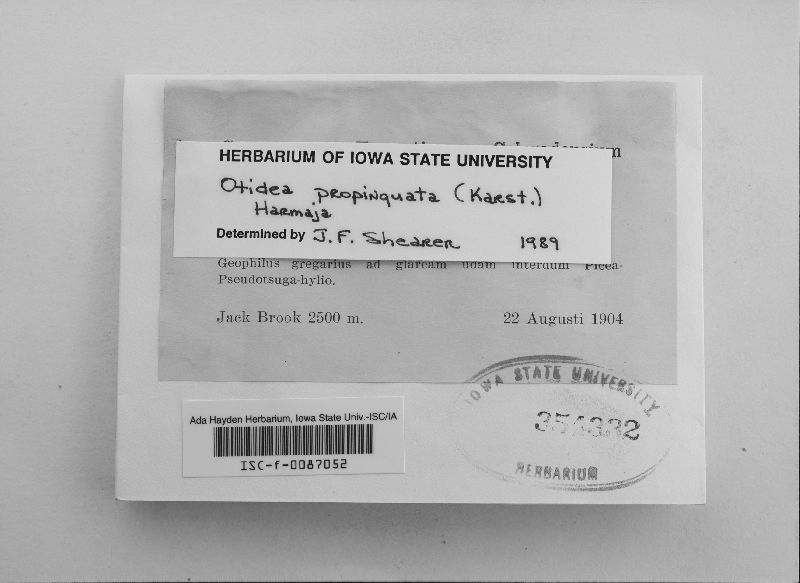 HERBARIUM OF IOWA STATE UNIVERSITY
Otidea propinquata (Karst.)
Harmaja
Determined by J.F. Shearer 1989
Geophilus gregarius ad glaream udam interdum Picea-
Pseudotsuga-hylio.
Jack Brook 2500 m.
22 Augusti 1904
IOWA STATE UNIVERSITY
354332
HERBARIUM
Ada Hayden Herbarium, Iowa State Univ.-ISC/IA
ISC-f-0087052